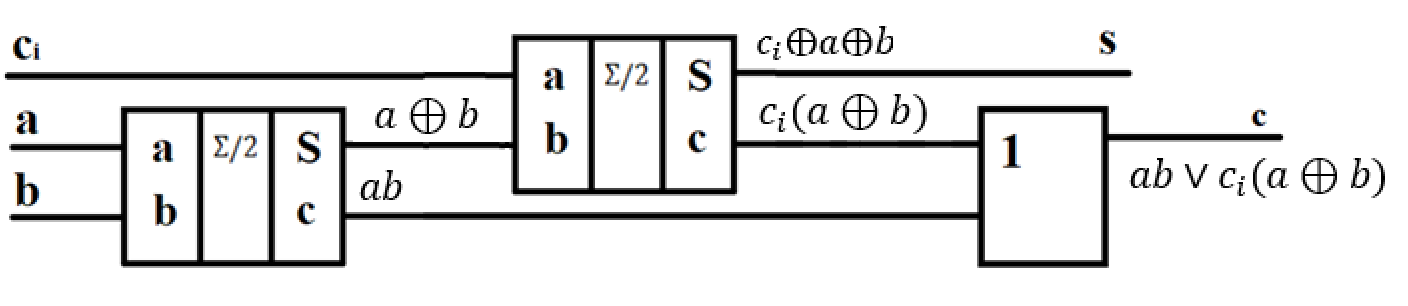 cᵢ
cᵢ⊕a⊕b
s
a Σ/2 S
b c
a
a ⊕ b
cᵢ(a ⊕ b)
c
a Σ/2 S
b c
1
b
ab
ab ∨ cᵢ(a ⊕ b)